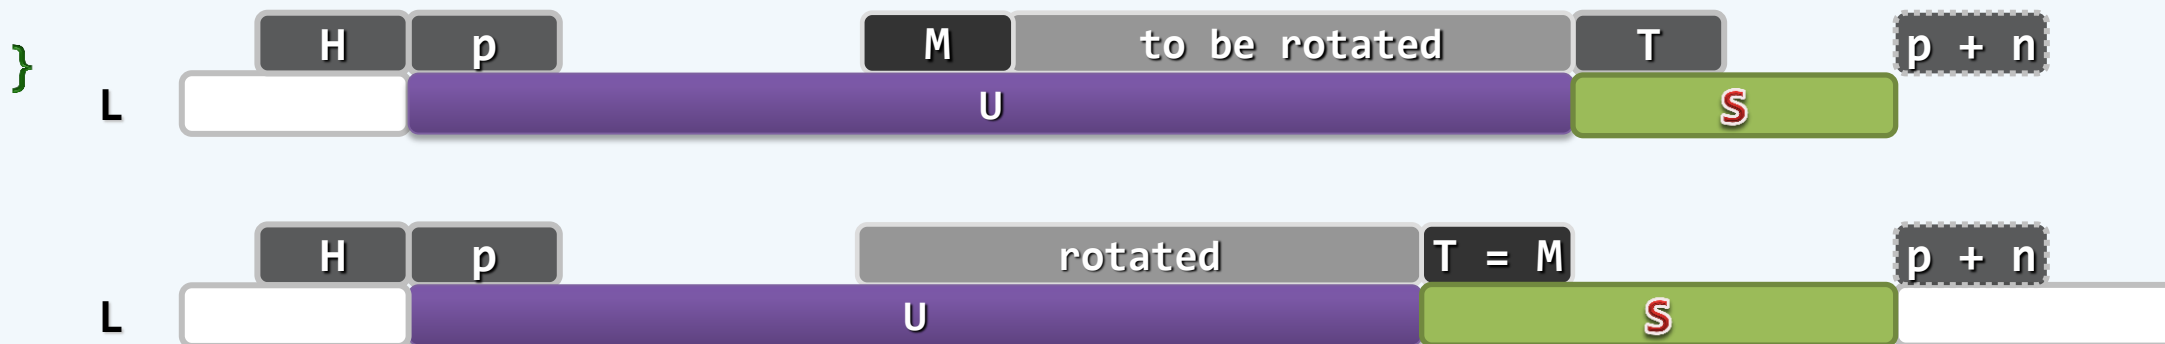 H p M to be rotated T p + n
}
L U S
H p rotated T = M p + n
L U S